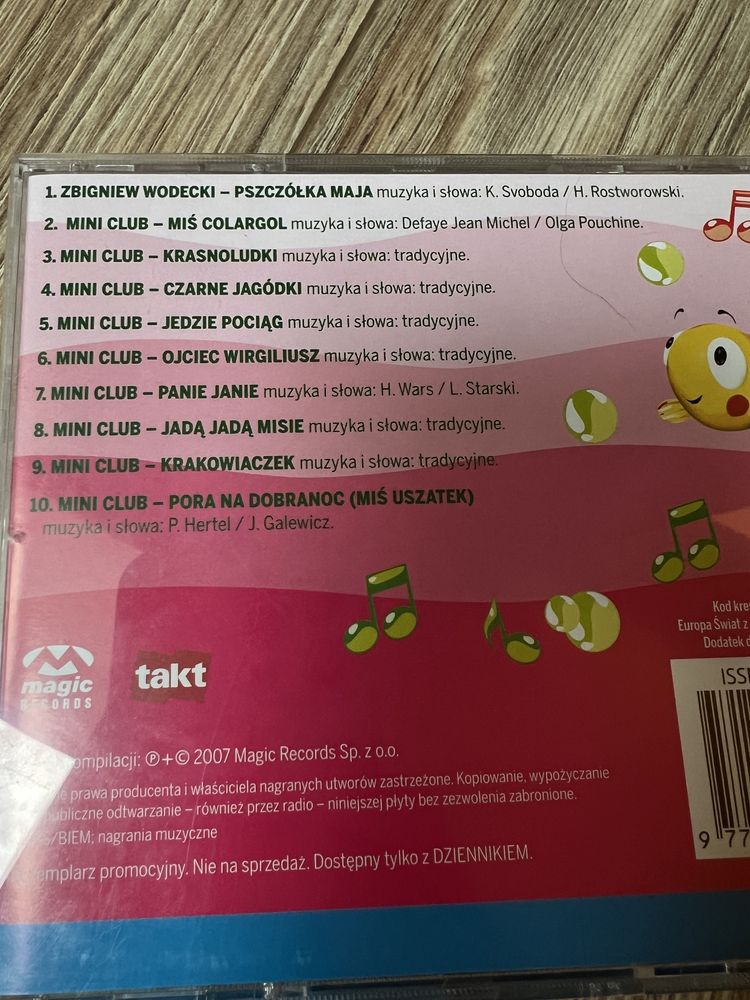 1. ZBIGNIEW WODECKI – PSZCZÓŁKA MAJA muzyka i słowa: K. Svoboda / H. Rostworowski.
2. MINI CLUB – MIŚ COLARGOL muzyka i słowa: Defaye Jean Michel / Olga Pouchine.
3. MINI CLUB – KRASNOLUDKI muzyka i słowa: tradycyjne.
4. MINI CLUB – CZARNE JAGÓDKI muzyka i słowa: tradycyjne.
5. MINI CLUB – JEDZIE POCIĄG muzyka i słowa: tradycyjne.
6. MINI CLUB – OJCIEC WIRGILIUSZ muzyka i słowa: tradycyjne.
7. MINI CLUB – PANIE JANIE muzyka i słowa: H. Wars / L. Starski.
8. MINI CLUB – JADĄ JADĄ MISIE muzyka i słowa: tradycyjne.
9. MINI CLUB – KRAKOWIACZEK muzyka i słowa: tradycyjne.
10. MINI CLUB – PORA NA DOBRANOC (MIŚ USZATEK)
muzyka i słowa: P. Hertel / J. Galewicz.
Kod kre
Europa Świat z
Dodatek d
ISS
magic
RECORDS
takt
ompilacji: ℗+© 2007 Magic Records Sp. z o.o.
prawa producenta i właściciela nagranych utworów zastrzeżone. Kopiowanie, wypożyczanie
publiczne odtwarzanie – również przez radio – niniejszej płyty bez zezwolenia zabronione.
S/BIEM; nagrania muzyczne
emplarz promocyjny. Nie na sprzedaż. Dostępny tylko z DZIENNIKIEM.
9 77